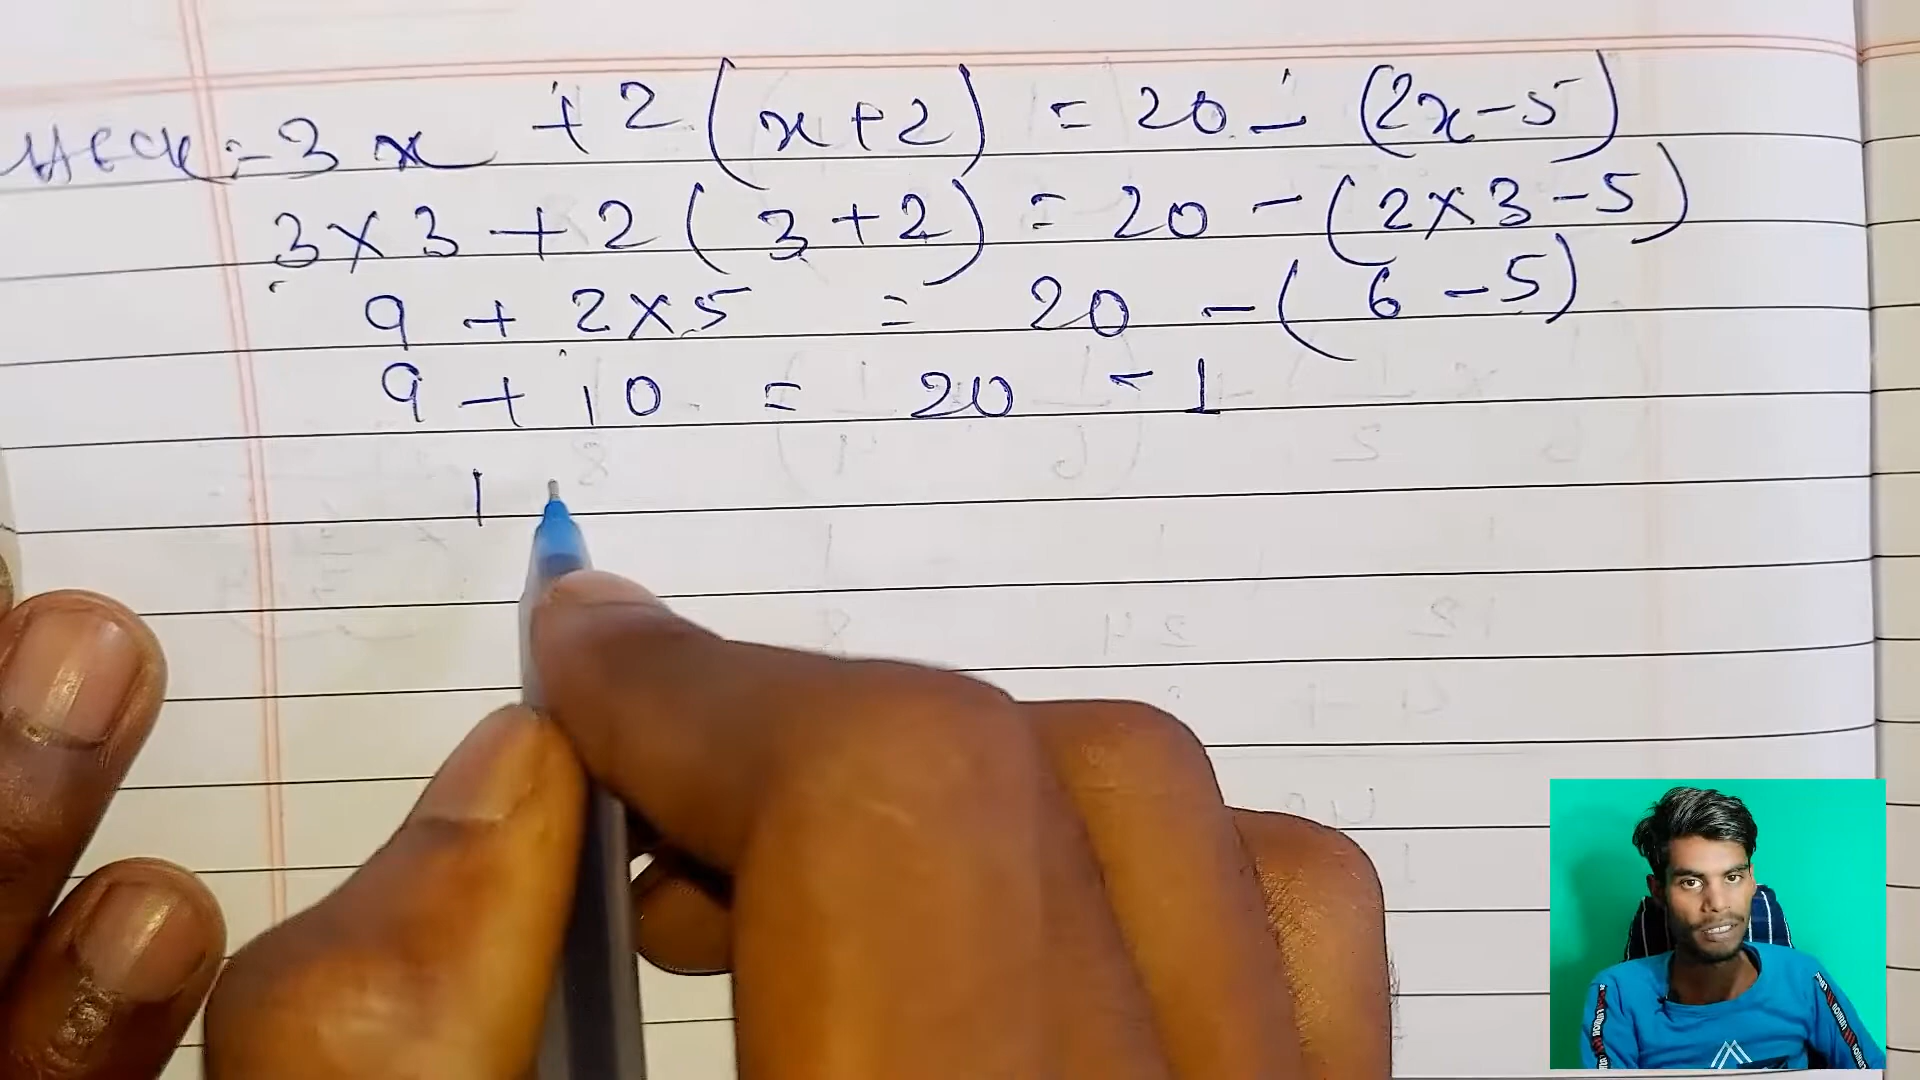 :- 3x + 2(x+2) = 20 - (2x-5)
3×3 + 2(3+2) = 20 - (2×3-5)
9 + 2×5 = 20 - (6-5)
9 + 10 = 20 - 1
1